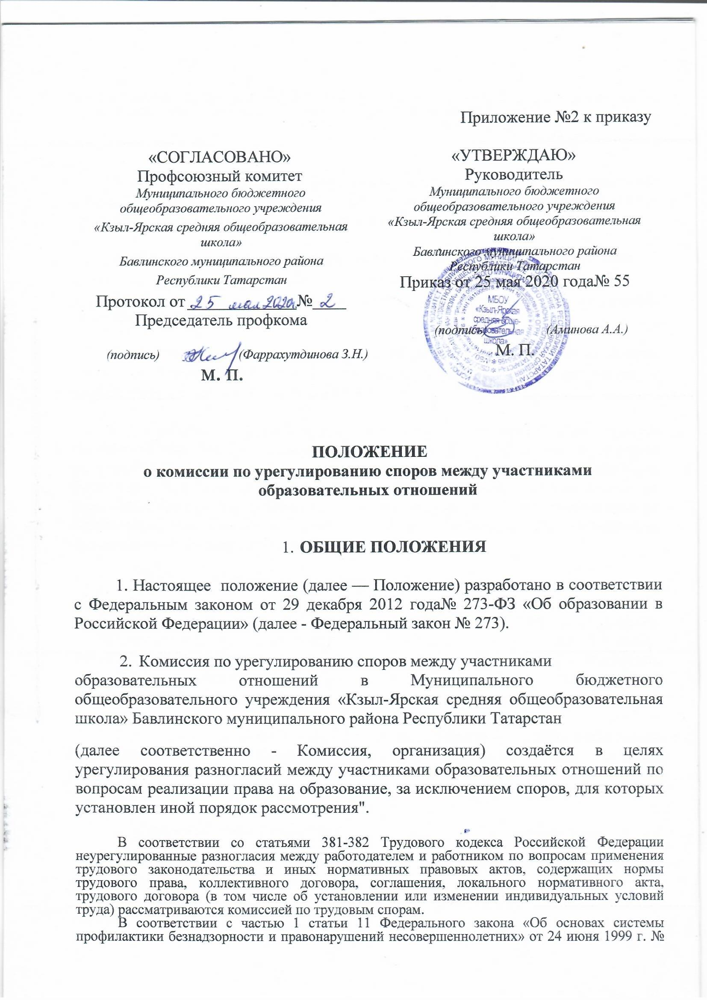 Приложение №2 к приказу
«СОГЛАСОВАНО»
Профсоюзный комитет
Муниципального бюджетного
общеобразовательного учреждения
«Кзыл-Ярская средняя общеобразовательная
школа»
Бавлинского муниципального района
Республики Татарстан
Протокол от 25 мая 2020г. № 2
Председатель профкома
(подпись) (Фаррахутдинова З.Н.)
М. П.
«УТВЕРЖДАЮ»
Руководитель
Муниципального бюджетного
общеобразовательного учреждения
«Кзыл-Ярская средняя общеобразовательная
школа»
Бавлинского муниципального района
Республики Татарстан
Приказ от 25 мая 2020 года№ 55
(подпись) (Аминова А.А.)
М. П.
МБОУ
«Кзыл-Ярская
средняя обще-
образовательная
школа»
ПОЛОЖЕНИЕ
о комиссии по урегулированию споров между участниками
образовательных отношений
1. ОБЩИЕ ПОЛОЖЕНИЯ
1. Настоящее положение (далее — Положение) разработано в соответствии
с Федеральным законом от 29 декабря 2012 года№ 273-ФЗ «Об образовании в
Российской Федерации» (далее - Федеральный закон № 273).
2. Комиссия по урегулированию споров между участниками
образовательных отношений в Муниципального бюджетного
общеобразовательного учреждения «Кзыл-Ярская средняя общеобразовательная
школа» Бавлинского муниципального района Республики Татарстан
(далее соответственно - Комиссия, организация) создаётся в целях
урегулирования разногласий между участниками образовательных отношений по
вопросам реализации права на образование, за исключением споров, для которых
установлен иной порядок рассмотрения".
В соответствии со статьями 381-382 Трудового кодекса Российской Федерации
неурегулированные разногласия между работодателем и работником по вопросам применения
трудового законодательства и иных нормативных правовых актов, содержащих нормы
трудового права, коллективного договора, соглашения, локального нормативного акта,
трудового договора (в том числе об установлении или изменении индивидуальных условий
труда) рассматриваются комиссией по трудовым спорам.
В соответствии с частью 1 статьи 11 Федерального закона «Об основах системы
профилактики безнадзорности и правонарушений несовершеннолетних» от 24 июня 1999 г. №